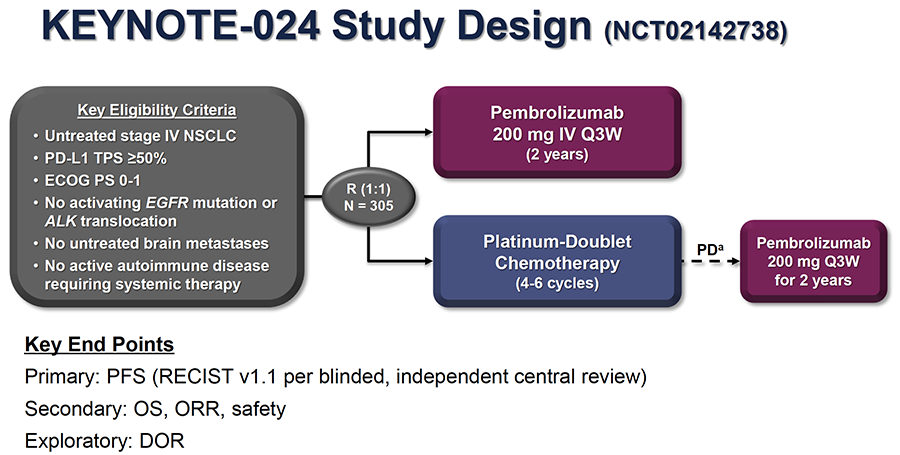 KEYNOTE-024 Study Design (NCT02142738)
Key Eligibility Criteria
• Untreated stage IV NSCLC
• PD-L1 TPS ≥50%
• ECOG PS 0-1
• No activating EGFR mutation or
ALK translocation
• No untreated brain metastases
• No active autoimmune disease
requiring systemic therapy
R (1:1)
N = 305
Pembrolizumab
200 mg IV Q3W
(2 years)
Platinum-Doublet
Chemotherapy
(4-6 cycles)
PDᵃ
Pembrolizumab
200 mg Q3W
for 2 years
Key End Points
Primary: PFS (RECIST v1.1 per blinded, independent central review)
Secondary: OS, ORR, safety
Exploratory: DOR